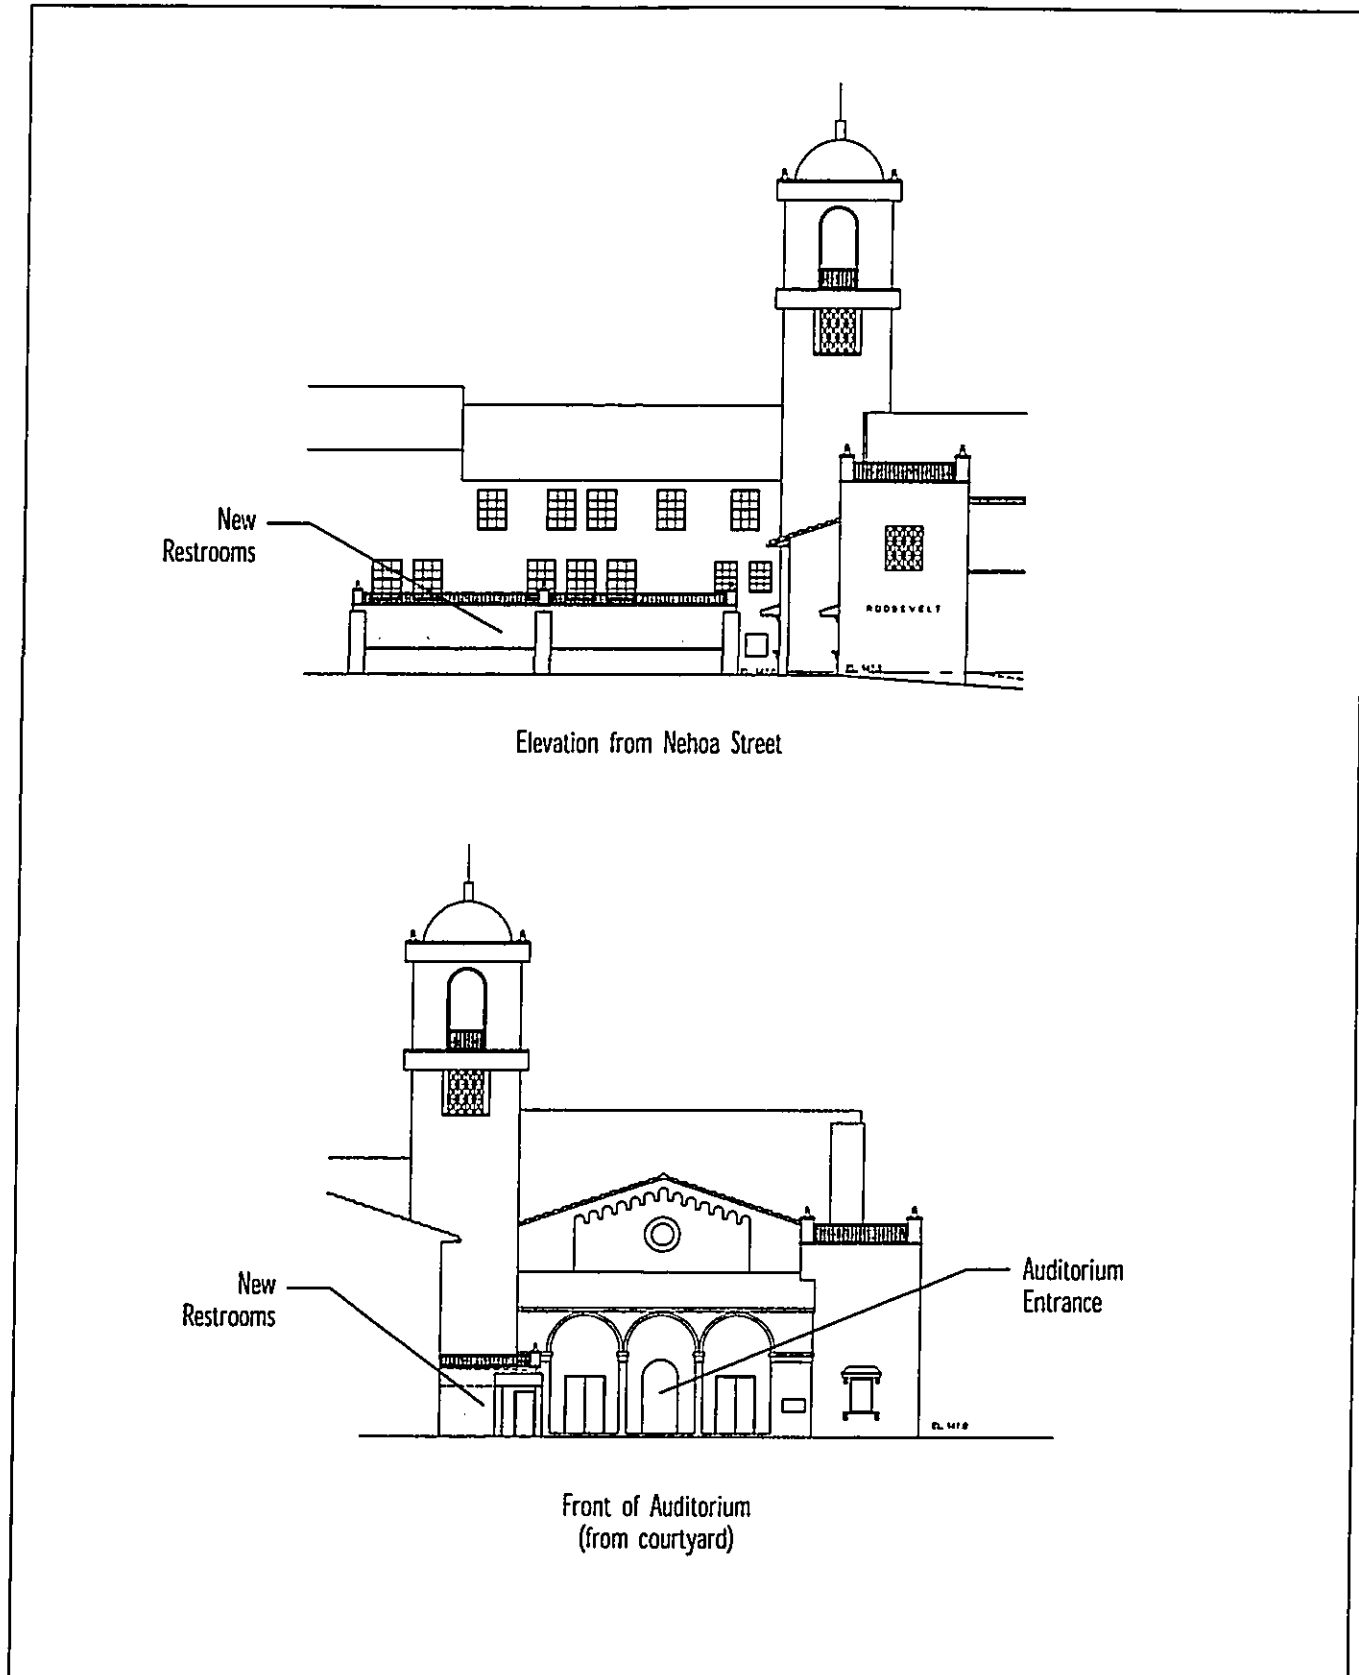 New
Restrooms
ROOSEVELT
Elevation from Nehoa Street
New
Restrooms
Auditorium
Entrance
Front of Auditorium
(from courtyard)